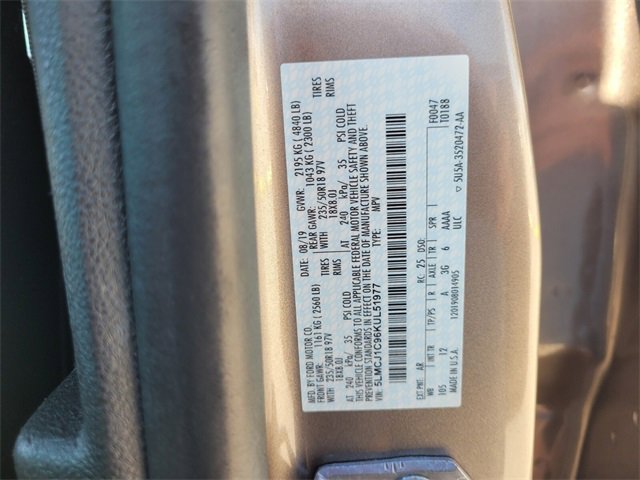 MFD. BY FORD MOTOR CO. DATE: 08/19 GVWR: 2195 KG ( 4840 LB)
FRONT GAWR: 1161 KG ( 2560 LB) REAR GAWR: 1043 KG ( 2300 LB)
WITH 235/50R18 97V TIRES WITH 235/50R18 97V TIRES
18X8.0J RIMS 18X8.0J RIMS
AT 240 kPa/ 35 PSI COLD AT 240 kPa/ 35 PSI COLD
THIS VEHICLE CONFORMS TO ALL APPLICABLE FEDERAL MOTOR VEHICLE SAFETY AND THEFT
PREVENTION STANDARDS IN EFFECT ON THE DATE OF MANUFACTURE SHOWN ABOVE.
VIN: 5LMCJ1C96KUL51977 TYPE: MPV
F0047
T0188
EXT PNT: AR RC: 25 DSO:
WB INT TR TP/PS R AXLE TR SPR
105 12 A 3G 6 AAAA
ULC
MADE IN U.S.A. 1201908014905 5U5A-3520472-AA